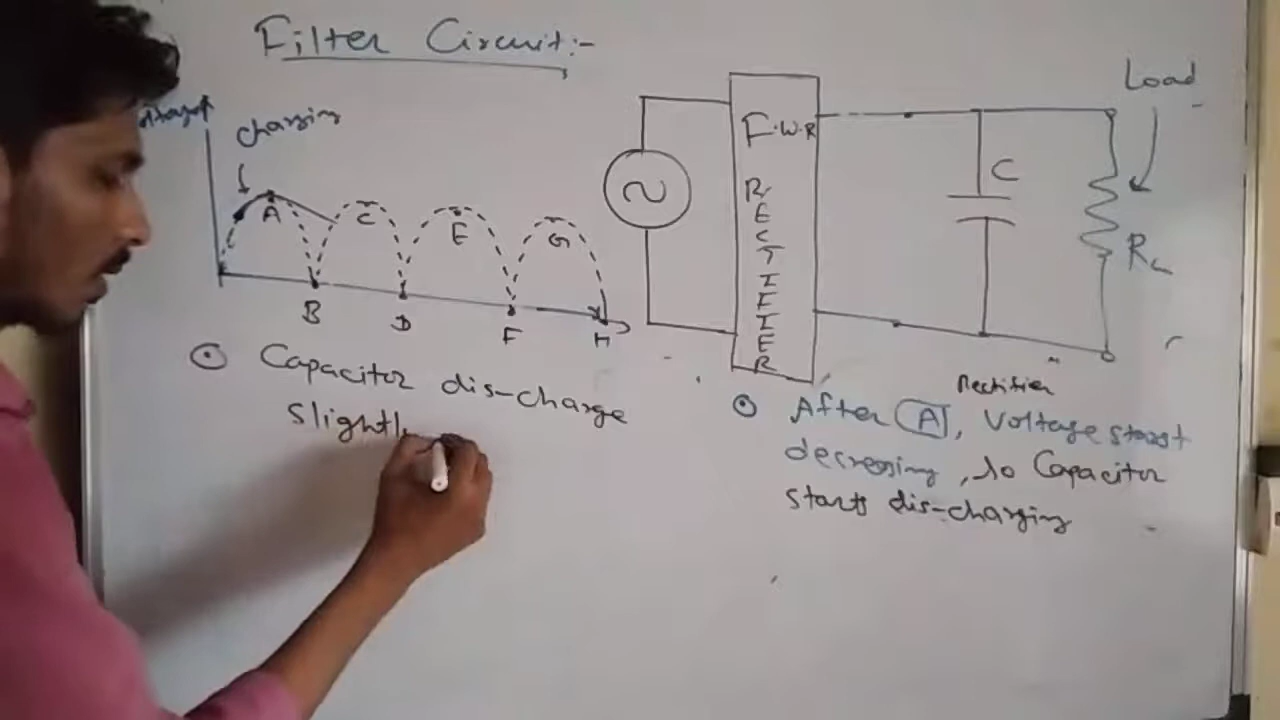 Filter Circuit:-
charging
A
C
E
G
B
D
F
H
F.W.R
RECTIFIER
C
Load
RL
Capacitor dis-charge
slightly
Rectifier
After A, Voltage start
decreasing, so Capacitor
starts dis-charging